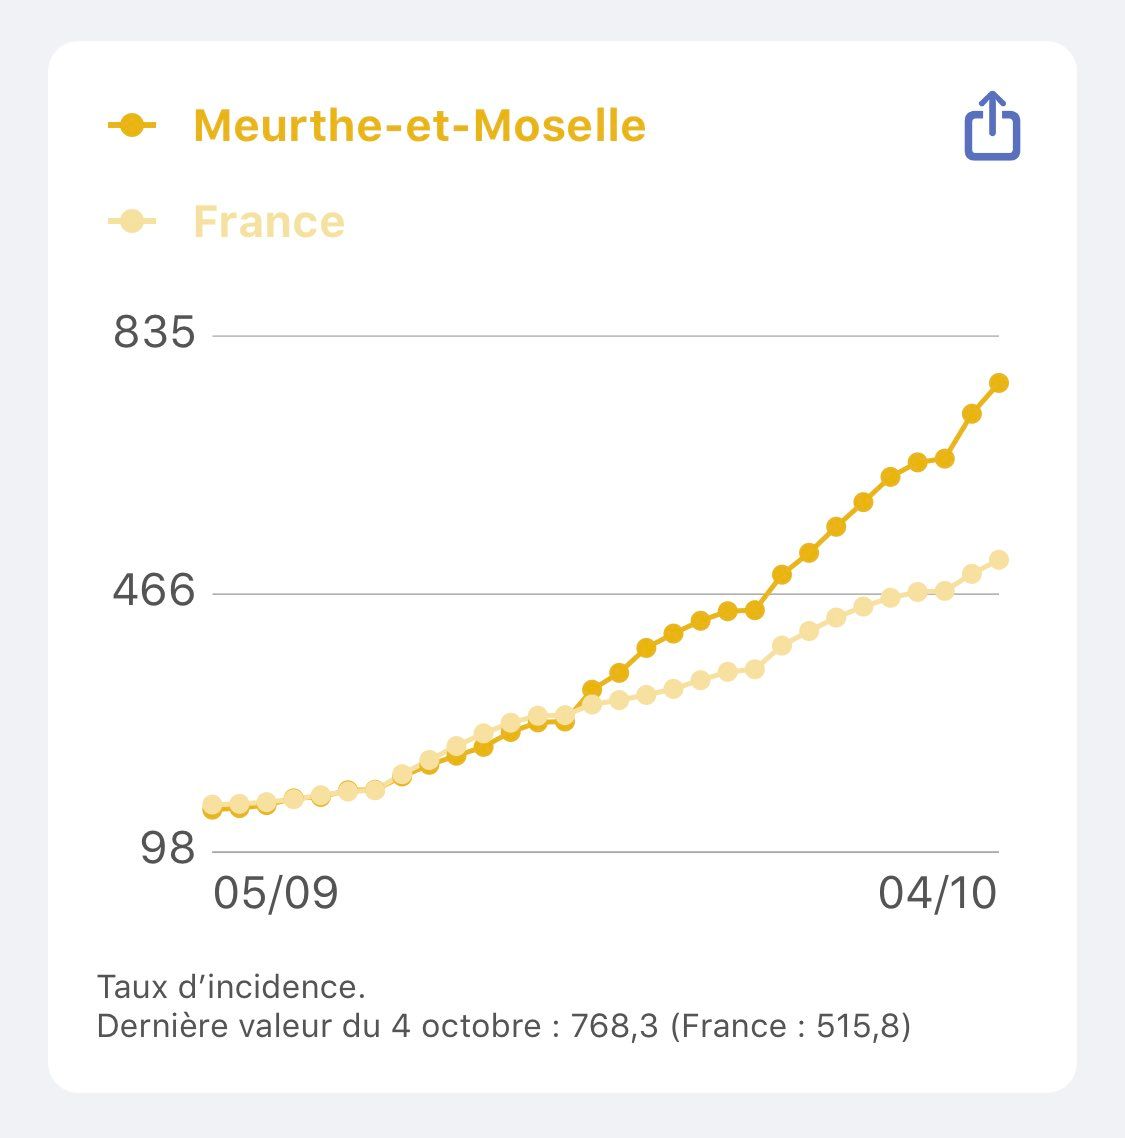 Meurthe-et-Moselle
France
835
466
98
05/09 04/10
Taux d’incidence.
Dernière valeur du 4 octobre : 768,3 (France : 515,8)